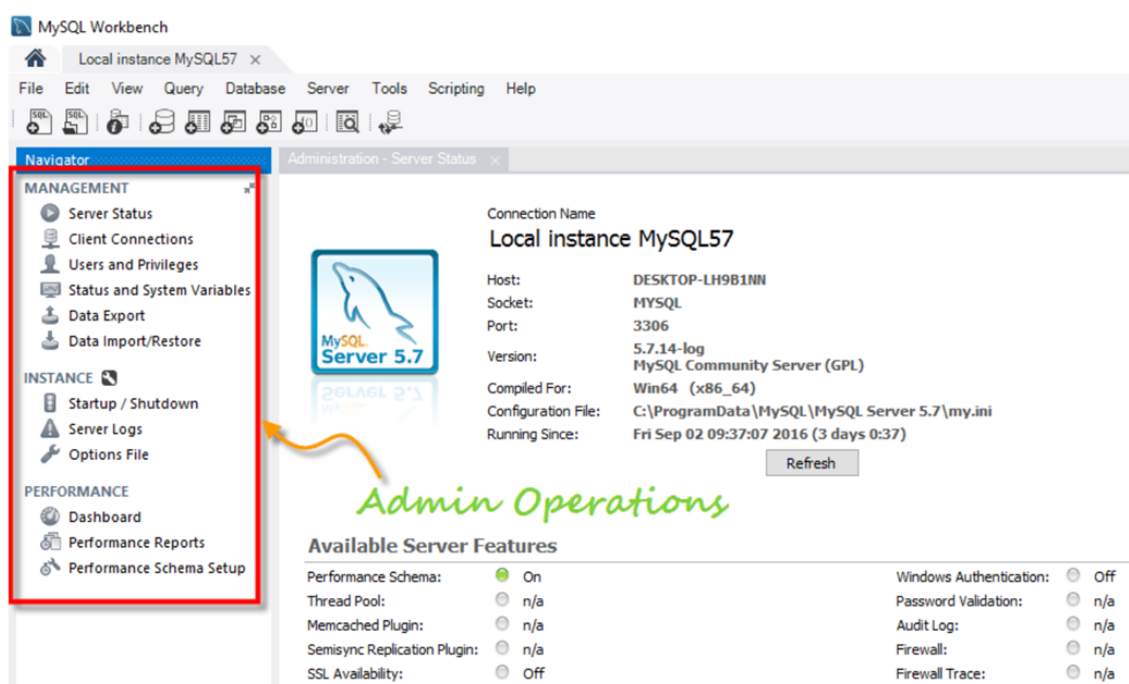 MySQL Workbench
Local instance MySQL57 ×
File Edit View Query Database Server Tools Scripting Help
Navigator
Administration - Server Status ×
MANAGEMENT
Server Status
Client Connections
Users and Privileges
Status and System Variables
Data Export
Data Import/Restore
INSTANCE
Startup / Shutdown
Server Logs
Options File
PERFORMANCE
Dashboard
Performance Reports
Performance Schema Setup
MySQL
Server 5.7
Connection Name
Local instance MySQL57
Host: DESKTOP-LH9B1NN
Socket: MYSQL
Port: 3306
Version: 5.7.14-log
MySQL Community Server (GPL)
Compiled For: Win64 (x86_64)
Configuration File: C:\ProgramData\MySQL\MySQL Server 5.7\my.ini
Running Since: Fri Sep 02 09:37:07 2016 (3 days 0:37)
Refresh
Admin Operations
Available Server Features
Performance Schema: On Windows Authentication: Off
Thread Pool: n/a Password Validation: n/a
Memcached Plugin: n/a Audit Log: n/a
Semisync Replication Plugin: n/a Firewall: n/a
SSL Availability: Off Firewall Trace: n/a